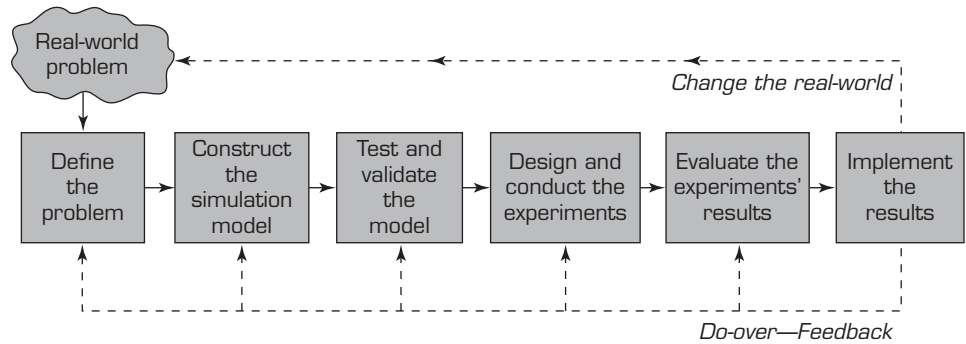 Real-world
problem
Change the real-world
Define
the
problem
Construct
the
simulation
model
Test and
validate
the
model
Design and
conduct the
experiments
Evaluate the
experiments’
results
Implement
the
results
Do-over—Feedback